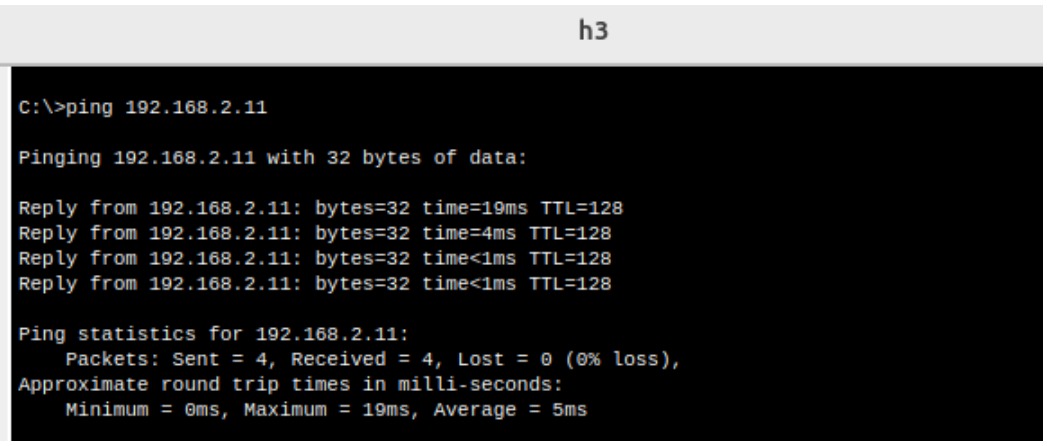 h3
C:\>ping 192.168.2.11
Pinging 192.168.2.11 with 32 bytes of data:
Reply from 192.168.2.11: bytes=32 time=19ms TTL=128
Reply from 192.168.2.11: bytes=32 time=4ms TTL=128
Reply from 192.168.2.11: bytes=32 time<1ms TTL=128
Reply from 192.168.2.11: bytes=32 time<1ms TTL=128
Ping statistics for 192.168.2.11:
    Packets: Sent = 4, Received = 4, Lost = 0 (0% loss),
Approximate round trip times in milli-seconds:
    Minimum = 0ms, Maximum = 19ms, Average = 5ms